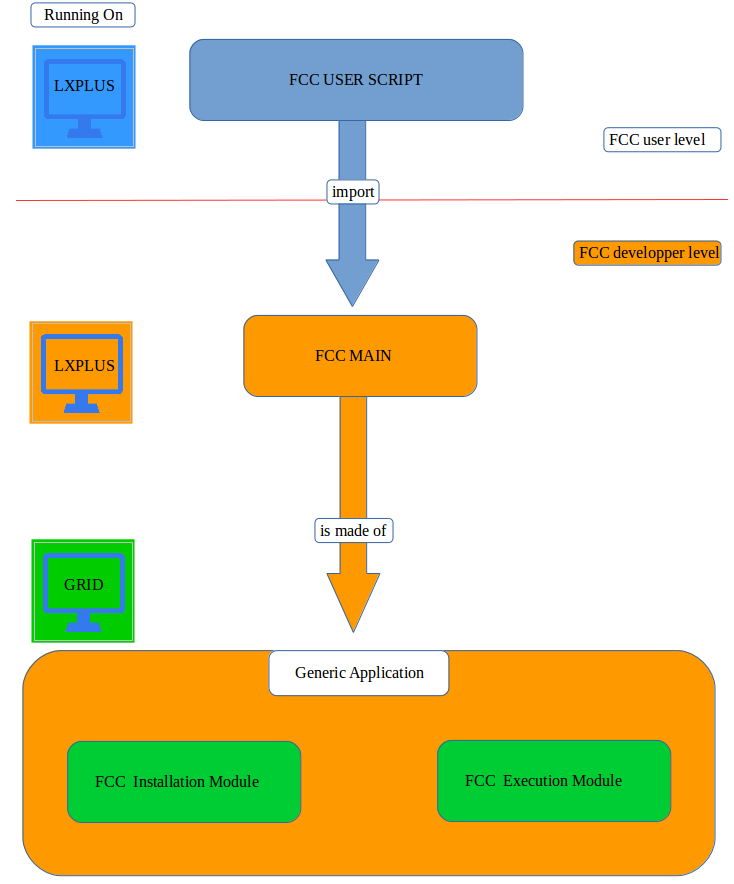 Running On
LXPLUS
FCC USER SCRIPT
FCC user level
import
FCC developper level
LXPLUS
FCC MAIN
is made of
GRID
Generic Application
FCC  Installation Module
FCC  Execution Module